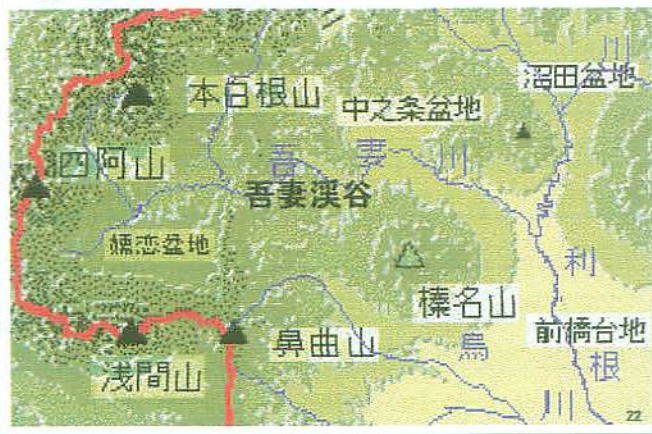 川
沼田盆地
本白根山
中之条盆地
四阿山
吾妻川
吾妻渓谷
嬬恋盆地
利根
榛名山
前橋台地
鼻曲山
浅間山
烏川
22